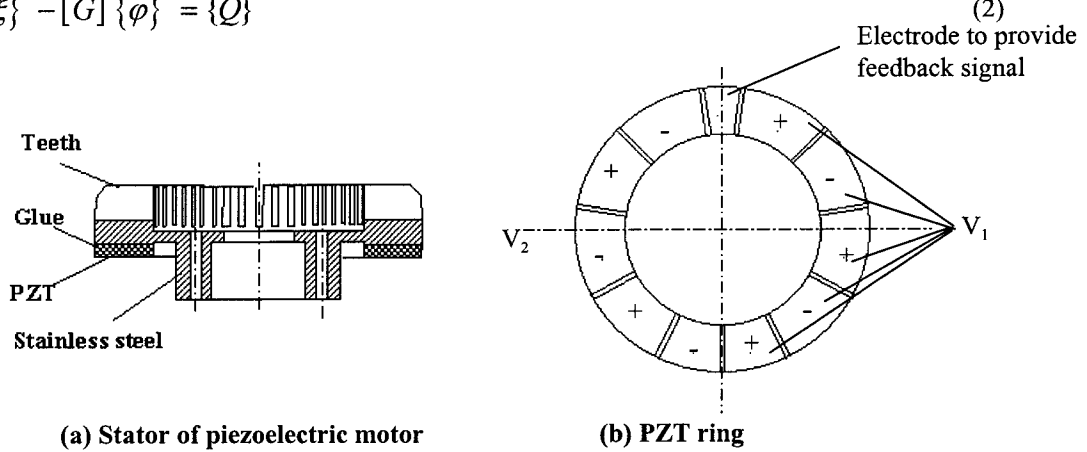 ξ} −[G] {φ} = {Q}
(2)
Electrode to provide
feedback signal
Teeth
Glue
PZT
Stainless steel
- + + - - + + - - + V₁
V₂
(a) Stator of piezoelectric motor
(b) PZT ring